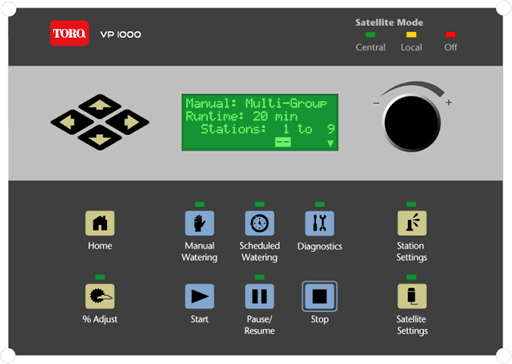 Satellite Mode
TORO. VP 1000
Central Local Off
Manual: Multi-Group
Runtime: 20 min
Stations: 1 to 9
--
− +
Home
Manual Watering
Scheduled Watering
Diagnostics
Station Settings
% Adjust
Start
Pause/ Resume
Stop
Satellite Settings